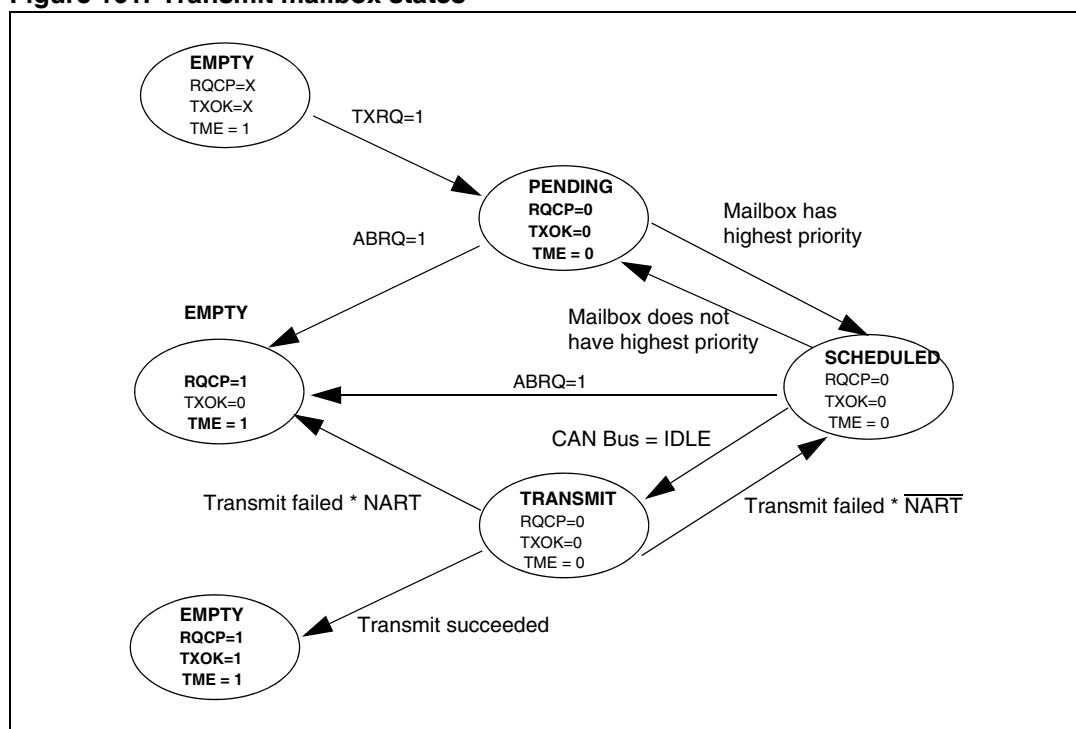 Figure 191. Transmit mailbox states
EMPTY
RQCP=X
TXOK=X
TME = 1
TXRQ=1
PENDING
RQCP=0
TXOK=0
TME = 0
Mailbox has
highest priority
ABRQ=1
EMPTY
Mailbox does not
have highest priority
SCHEDULED
RQCP=0
TXOK=0
TME = 0
RQCP=1
TXOK=0
TME = 1
ABRQ=1
CAN Bus = IDLE
TRANSMIT
RQCP=0
TXOK=0
TME = 0
Transmit failed * NART
Transmit failed * N̅A̅R̅T̅
EMPTY
RQCP=1
TXOK=1
TME = 1
Transmit succeeded